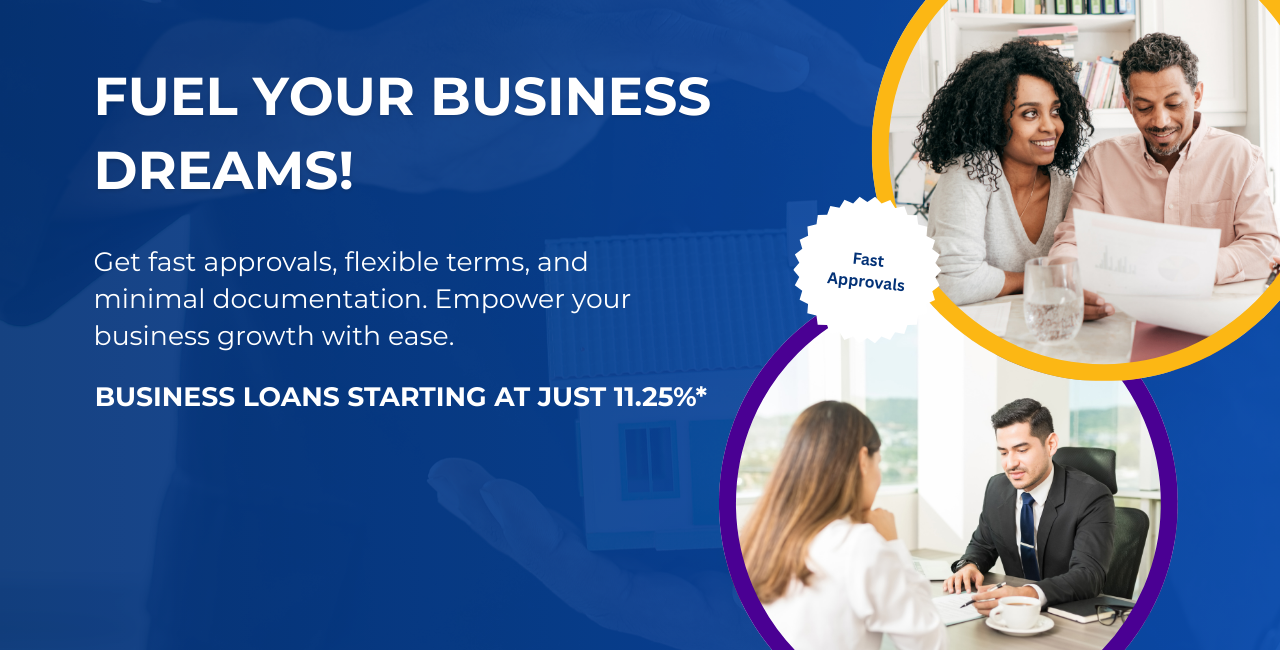 FUEL YOUR BUSINESS
DREAMS!
Get fast approvals, flexible terms, and
minimal documentation. Empower your
business growth with ease.
BUSINESS LOANS STARTING AT JUST 11.25%*
Fast
Approvals